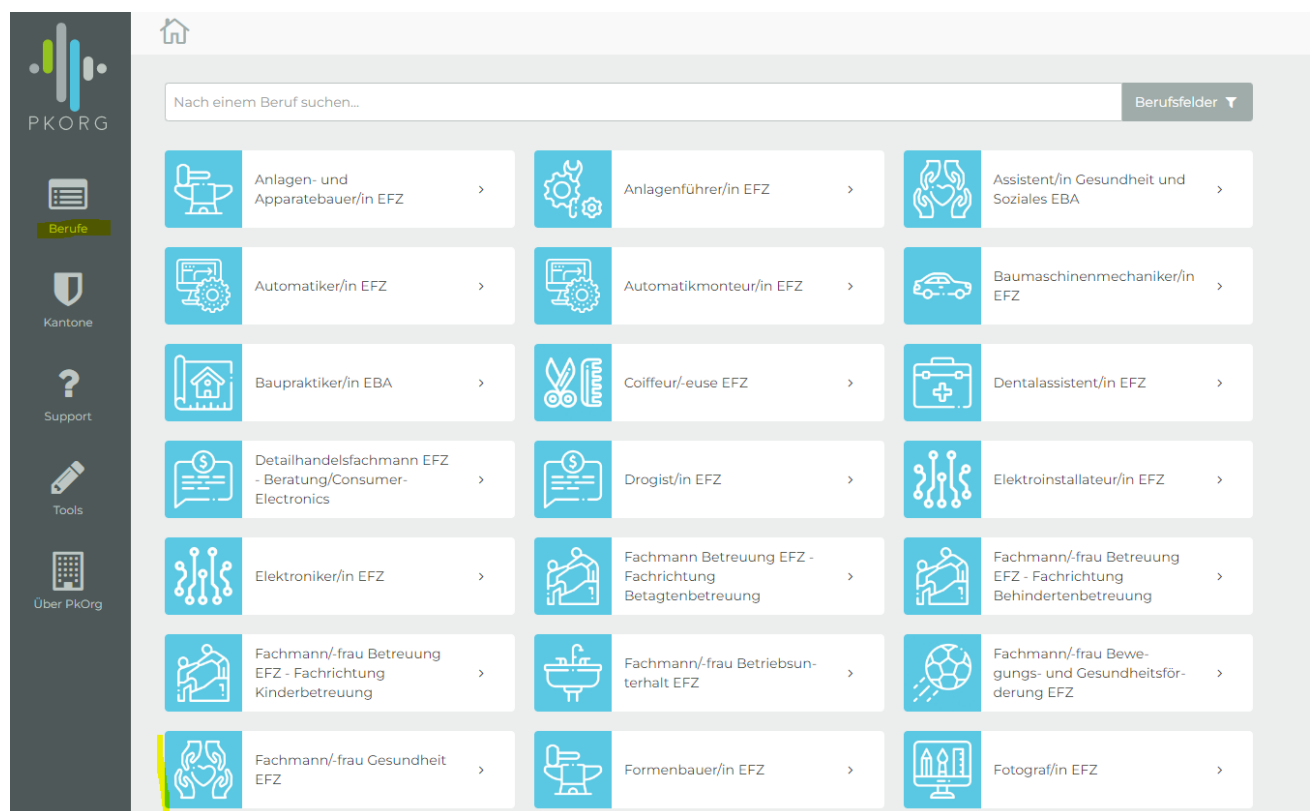 PKORG
Berufe
Kantone
Support
Tools
Über PkOrg
Nach einem Beruf suchen...
Berufsfelder
Anlagen- und
Apparatebauer/in EFZ
Anlagenführer/in EFZ
Assistent/in Gesundheit und
Soziales EBA
Automatiker/in EFZ
Automatikmonteur/in EFZ
Baumaschinenmechaniker/in
EFZ
Baupraktiker/in EBA
Coiffeur/-euse EFZ
Dentalassistent/in EFZ
Detailhandelsfachmann EFZ
- Beratung/Consumer-
Electronics
Drogist/in EFZ
Elektroinstallateur/in EFZ
Elektroniker/in EFZ
Fachmann Betreuung EFZ -
Fachrichtung
Betagtenbetreuung
Fachmann/-frau Betreuung
EFZ - Fachrichtung
Behindertenbetreuung
Fachmann/-frau Betreuung
EFZ - Fachrichtung
Kinderbetreuung
Fachmann/-frau Betriebsun-
terhalt EFZ
Fachmann/-frau Bewe-
gungs- und Gesundheitsför-
derung EFZ
Fachmann/-frau Gesundheit
EFZ
Formenbauer/in EFZ
Fotograf/in EFZ